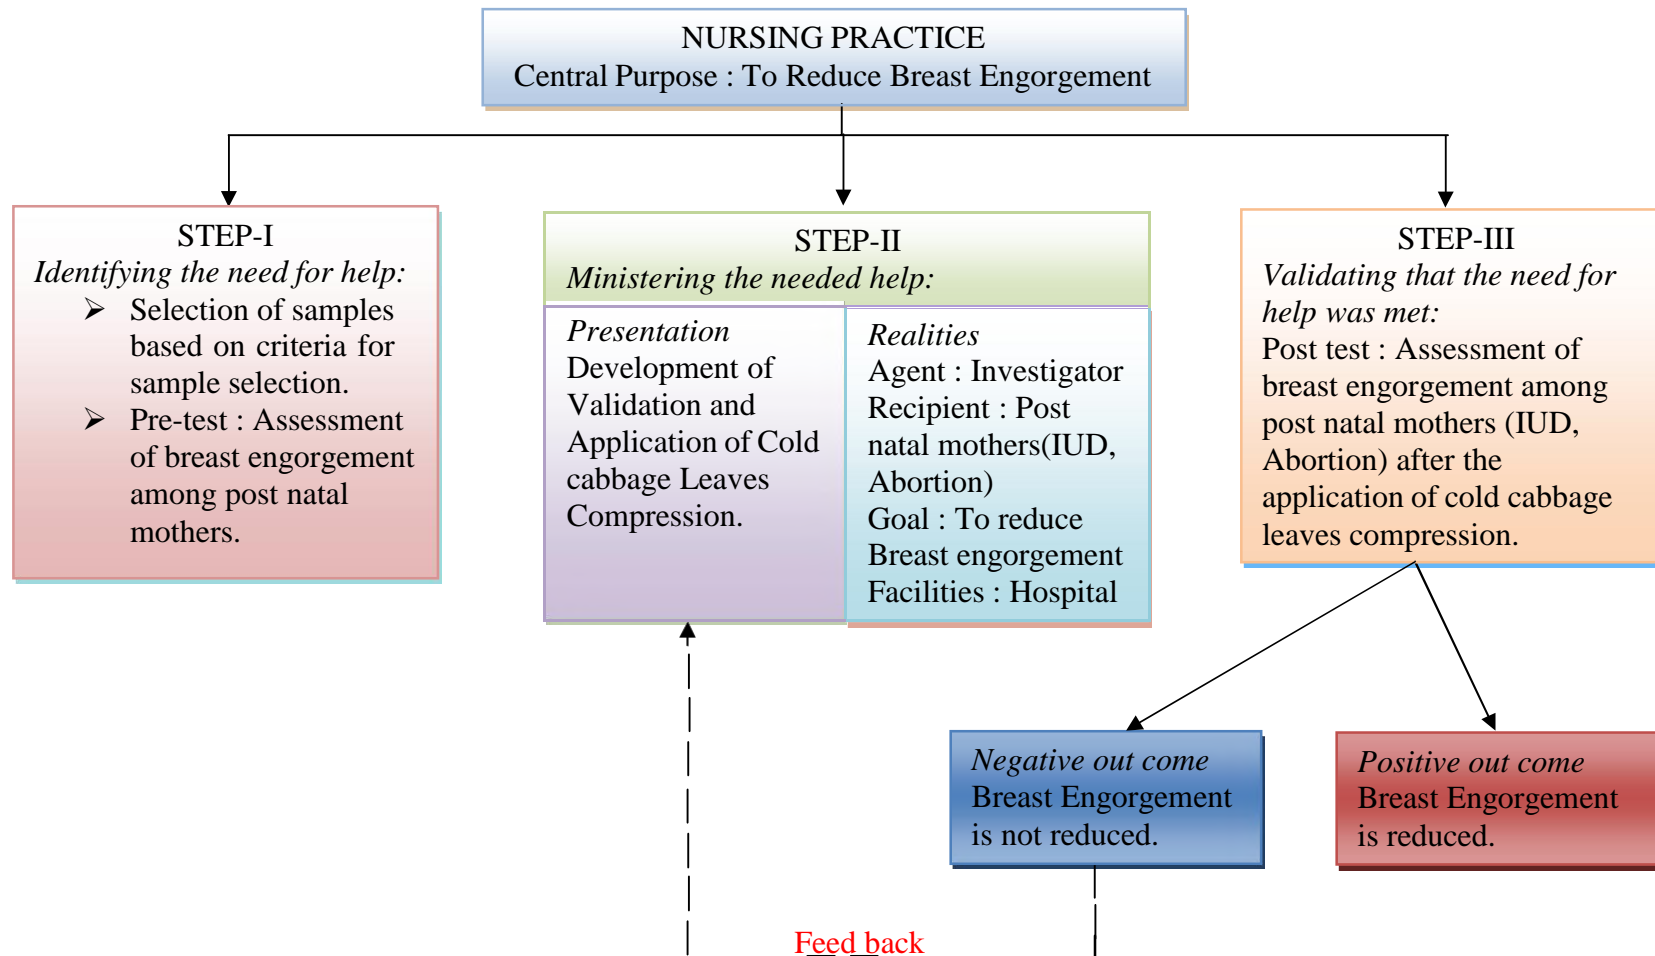 NURSING PRACTICE
Central Purpose : To Reduce Breast Engorgement
STEP-I
Identifying the need for help:
➢ Selection of samples
based on criteria for
sample selection.
➢ Pre-test : Assessment
of breast engorgement
among post natal
mothers.
STEP-II
Ministering the needed help:
Presentation
Development of
Validation and
Application of Cold
cabbage Leaves
Compression.
Realities
Agent : Investigator
Recipient : Post
natal mothers(IUD,
Abortion)
Goal : To reduce
Breast engorgement
Facilities : Hospital
STEP-III
Validating that the need for
help was met:
Post test : Assessment of
breast engorgement among
post natal mothers (IUD,
Abortion) after the
application of cold cabbage
leaves compression.
Negative out come
Breast Engorgement
is not reduced.
Positive out come
Breast Engorgement
is reduced.
Feed back